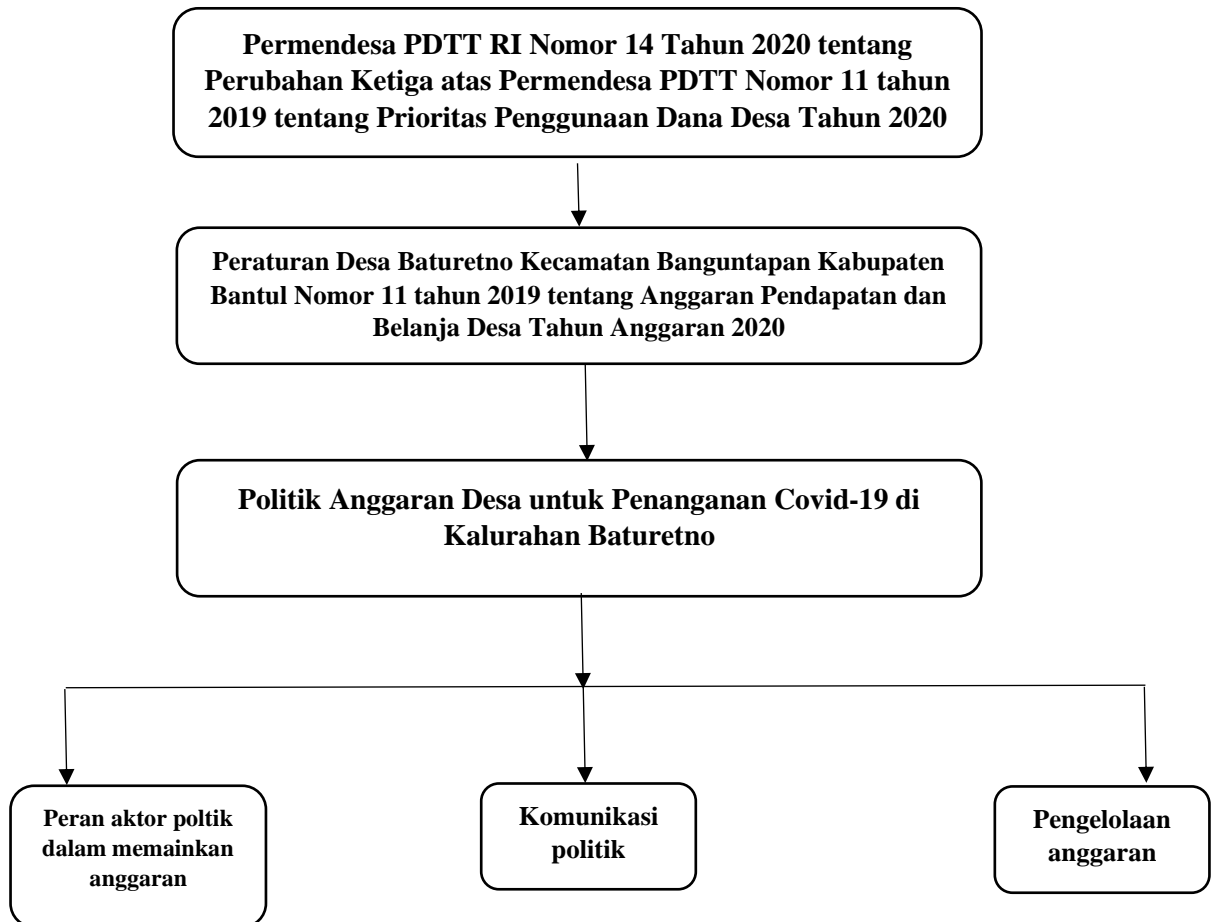 Permendesa PDTT RI Nomor 14 Tahun 2020 tentang
Perubahan Ketiga atas Permendesa PDTT Nomor 11 tahun
2019 tentang Prioritas Penggunaan Dana Desa Tahun 2020
Peraturan Desa Baturetno Kecamatan Banguntapan Kabupaten
Bantul Nomor 11 tahun 2019 tentang Anggaran Pendapatan dan
Belanja Desa Tahun Anggaran 2020
Politik Anggaran Desa untuk Penanganan Covid-19 di
Kalurahan Baturetno
Peran aktor poltik
dalam memainkan
anggaran
Komunikasi
politik
Pengelolaan
anggaran